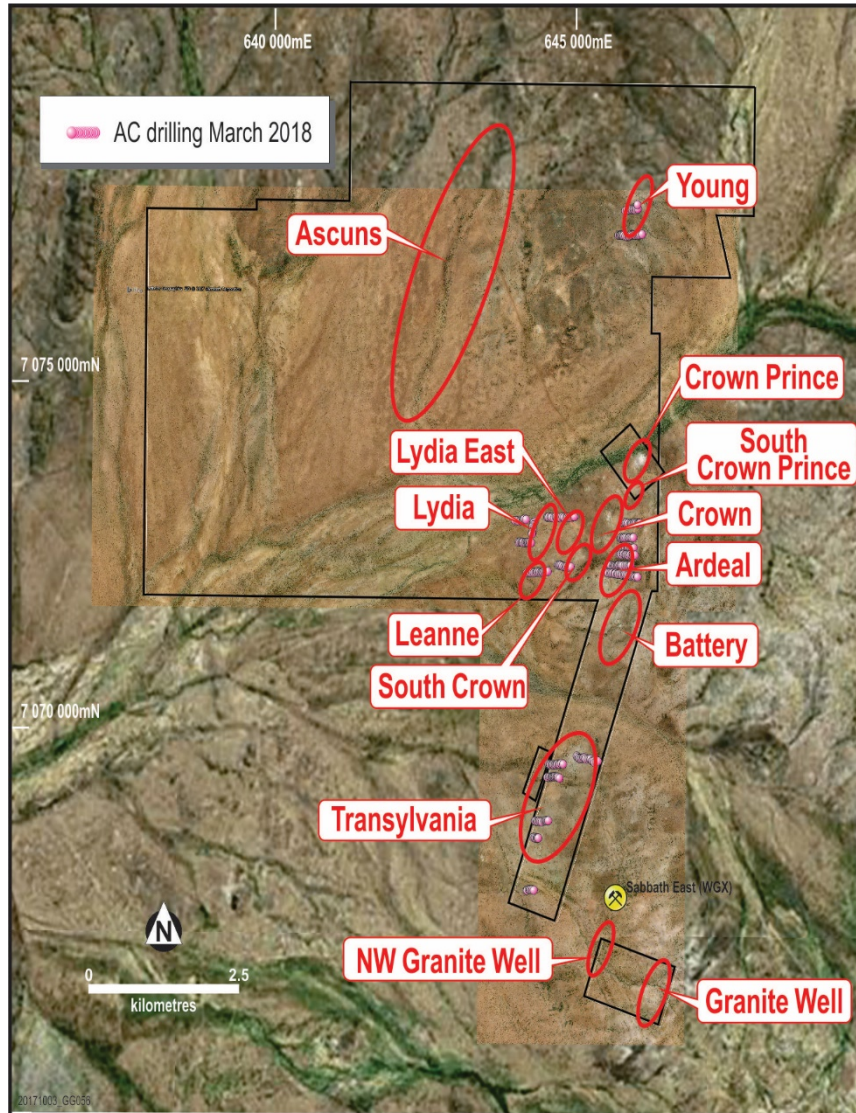 640 000mE
645 000mE
AC drilling March 2018
Young
Ascuns
7 075 000mN
Crown Prince
South
Crown Prince
Lydia East
Lydia
Crown
Ardeal
Leanne
Battery
South Crown
7 070 000mN
Transylvania
Sabbath East (WGX)
N
NW Granite Well
0
2.5
kilometres
Granite Well
20171003_GG058